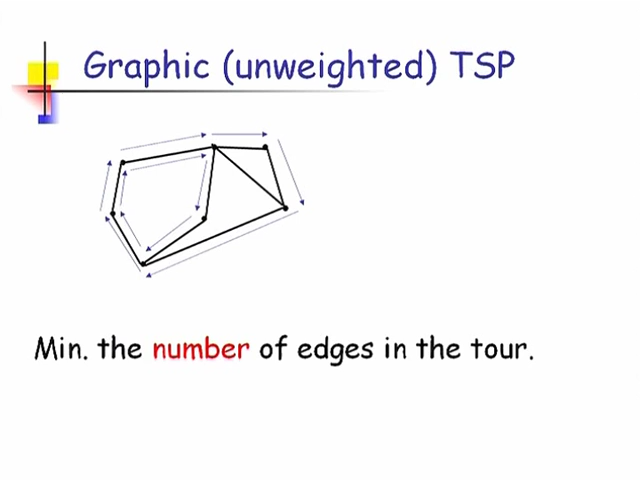 Graphic (unweighted) TSP
Min. the number of edges in the tour.